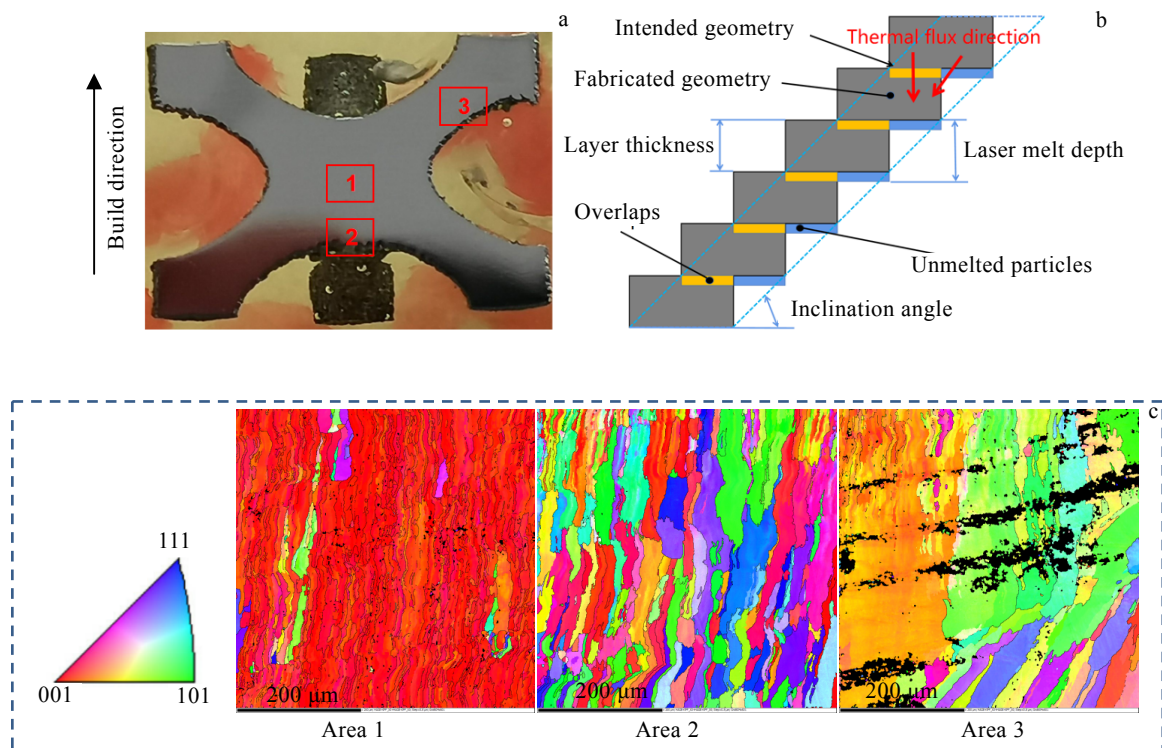 a
b
Build direction
1
2
3
Intended geometry
Thermal flux direction
Fabricated geometry
Layer thickness
Laser melt depth
Overlaps
Unmelted particles
Inclination angle
c
111
001
101
200 μm
200 μm
200 μm
Area 1
Area 2
Area 3